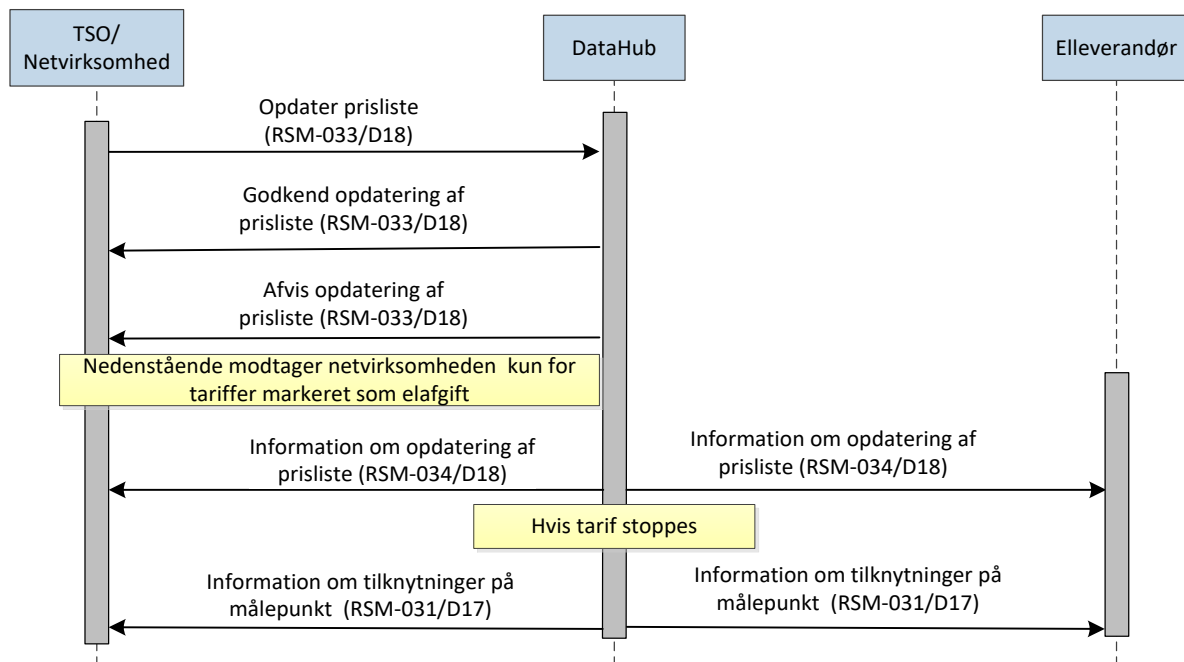 TSO/
Netvirksomhed
DataHub
Elleverandør
Opdater prisliste
(RSM-033/D18)
Godkend opdatering af
prisliste (RSM-033/D18)
Afvis opdatering af
prisliste (RSM-033/D18)
Nedenstående modtager netvirksomheden kun for
tariffer markeret som elafgift
Information om opdatering af
prisliste (RSM-034/D18)
Information om opdatering af
prisliste (RSM-034/D18)
Hvis tarif stoppes
Information om tilknytninger på
målepunkt (RSM-031/D17)
Information om tilknytninger på
målepunkt (RSM-031/D17)